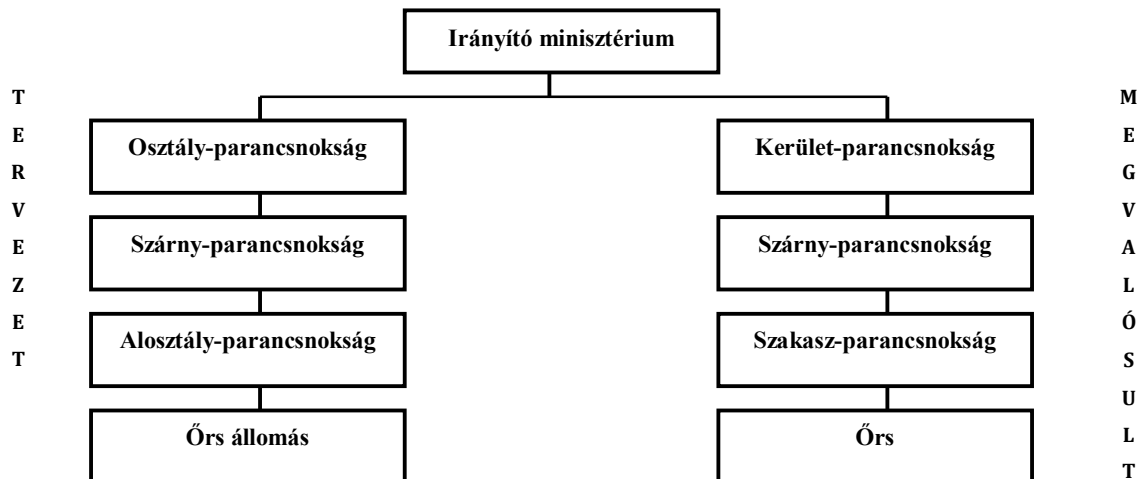 Irányító minisztérium
TERVEZET
Osztály-parancsnokság
Szárny-parancsnokság
Alosztály-parancsnokság
Őrs állomás
Kerület-parancsnokság
Szárny-parancsnokság
Szakasz-parancsnokság
Őrs
MEGVALÓSULT